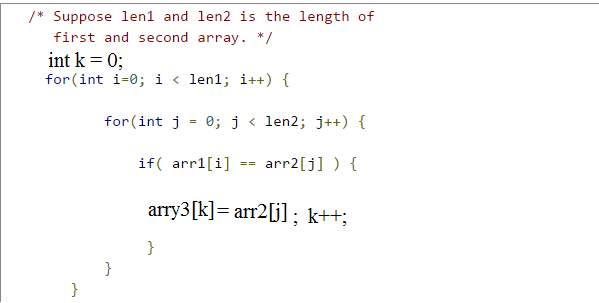 /* Suppose len1 and len2 is the length of
first and second array. */
int k = 0;
for(int i=0; i < len1; i++) {
for(int j = 0; j < len2; j++) {
if( arr1[i] == arr2[j] ) {
arry3[k]= arr2[j] ; k++;
}
}
}